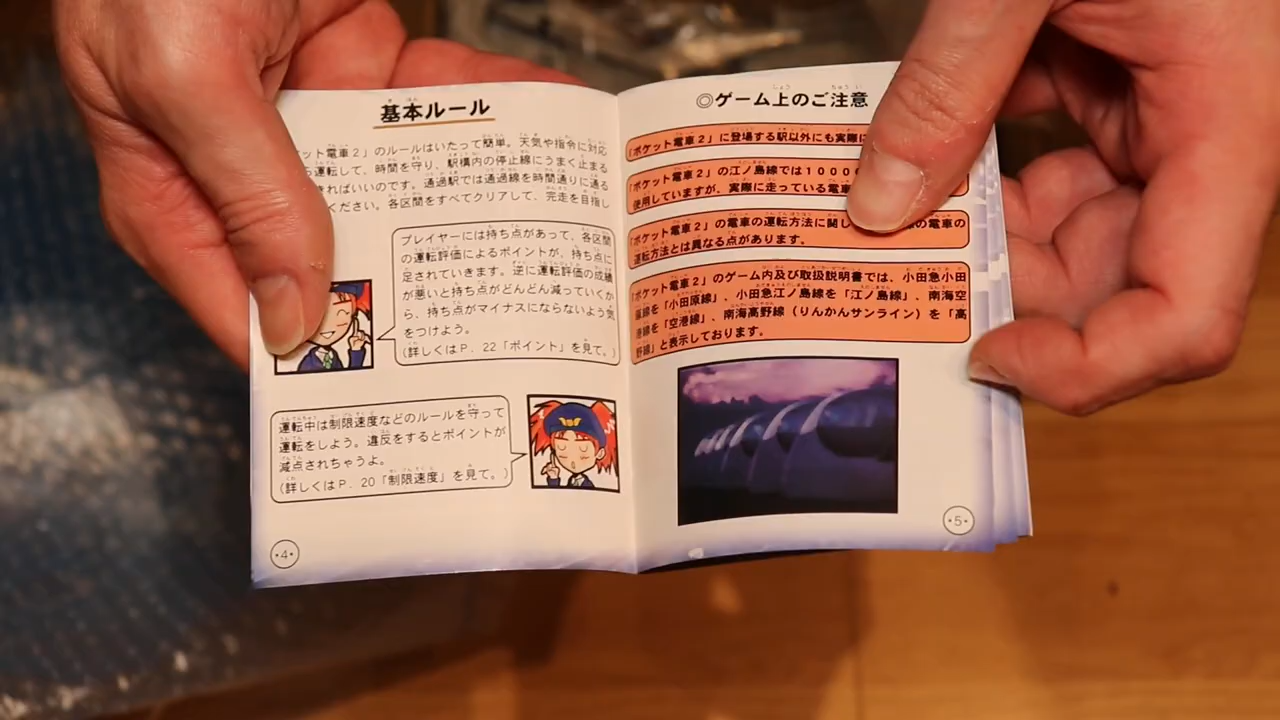 基本ルール
ット電車2」のルールはいたって簡単。天気や指令に対応
運転して、時間を守り、駅構内の停止線にうまく止まる
きればいいのです。通過駅では通過線を時間通りに通る
ください。各区間をすべてクリアして、完走を目指し
プレイヤーには持ち点があって、各区間
の運転評価によるポイントが、持ち点に
足されていきます。逆に運転評価の成績
が悪いと持ち点がどんどん減っていくか
ら、持ち点がマイナスにならないよう気
をつけよう。
(詳しくはP.22「ポイント」を見て。)
運転中は制限速度などのルールを守って
運転をしよう。違反をするとポイントが
減点されちゃうよ。
(詳しくはP.20「制限速度」を見て。)
・4・
◎ゲーム上のご注意
「ポケット電車2」に登場する駅以外にも実際に
「ポケット電車2」の江ノ島線では1000
使用していますが、実際に走っている電車
「ポケット電車2」の電車の運転方法に関し の電車の
運転方法とは異なる点があります。
「ポケット電車2」のゲーム内及び取扱説明書では、小田急小田
原線を「小田原線」、小田急江ノ島線を「江ノ島線」、南海空
港線を「空港線」、南海高野線(りんかんサンライン)を「高
野線」と表示しております。
・5・